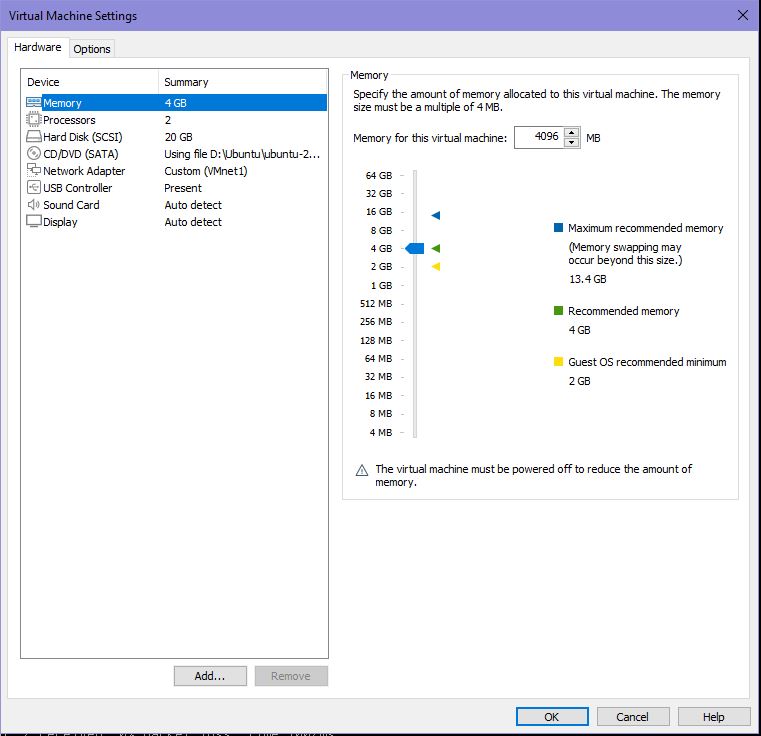 Virtual Machine Settings
Hardware Options
Device Summary
Memory 4 GB
Processors 2
Hard Disk (SCSI) 20 GB
CD/DVD (SATA) Using file D:\Ubuntu\ubuntu-2...
Network Adapter Custom (VMnet1)
USB Controller Present
Sound Card Auto detect
Display Auto detect
Add... Remove
Memory
Specify the amount of memory allocated to this virtual machine. The memory
size must be a multiple of 4 MB.
Memory for this virtual machine: 4096 MB
64 GB
32 GB
16 GB
8 GB
4 GB
2 GB
1 GB
512 MB
256 MB
128 MB
64 MB
32 MB
16 MB
8 MB
4 MB
Maximum recommended memory
(Memory swapping may
occur beyond this size.)
13.4 GB
Recommended memory
4 GB
Guest OS recommended minimum
2 GB
The virtual machine must be powered off to reduce the amount of
memory.
OK Cancel Help